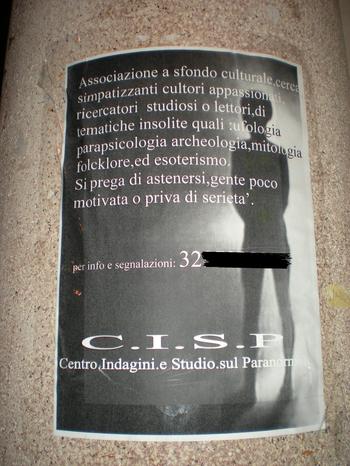 Associazione a sfondo culturale,cerca
simpatizzanti cultori appassionati,
ricercatori studiosi o lettori,di
tematiche insolite quali :ufologia
parapsicologia archeologia,mitologia
folcklore,ed esoterismo.
Si prega di astenersi,gente poco
motivata o priva di serieta’.
per info e segnalazioni: 32
C.I.S.P
Centro,Indagini.e Studio.sul